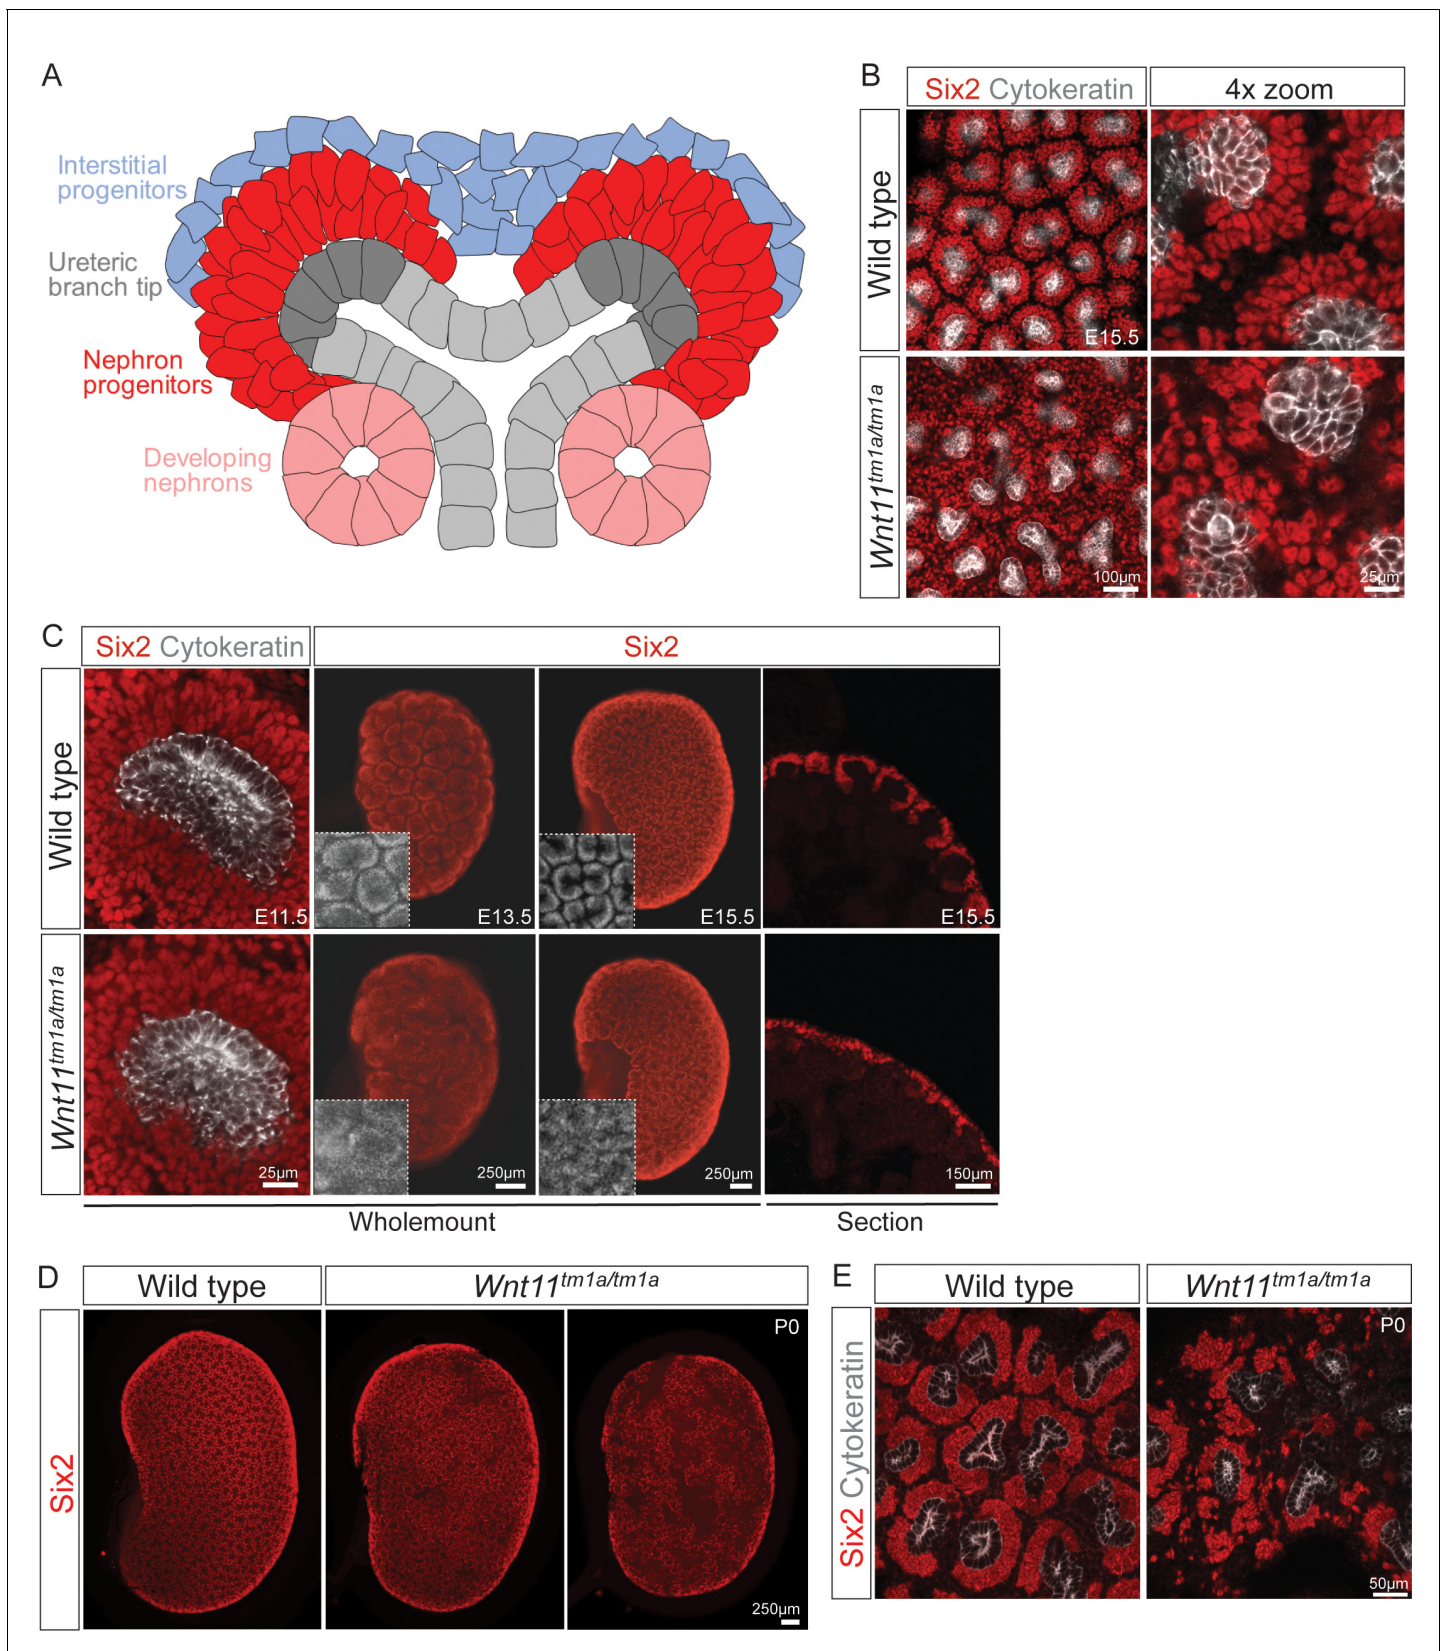 A
Interstitial
progenitors
Ureteric
branch tip
Nephron
progenitors
Developing
nephrons
B
Six2 Cytokeratin
4x zoom
Wild type
E15.5
Wnt11tm1a/tm1a
100µm
25µm
C
Six2 Cytokeratin
Six2
Wild type
E11.5
E13.5
E15.5
E15.5
Wnt11tm1a/tm1a
25µm
250µm
250µm
150µm
Wholemount
Section
D
Wild type
Wnt11tm1a/tm1a
Six2
P0
250µm
E
Wild type
Wnt11tm1a/tm1a
Six2 Cytokeratin
P0
50µm